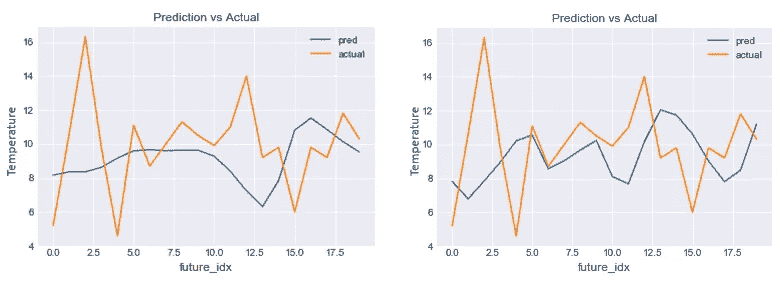 Prediction vs Actual
pred
actual
Temperature
16
14
12
10
8
6
4
0.0 2.5 5.0 7.5 10.0 12.5 15.0 17.5
future_idx
Prediction vs Actual
pred
actual
Temperature
16
14
12
10
8
6
4
0.0 2.5 5.0 7.5 10.0 12.5 15.0 17.5
future_idx